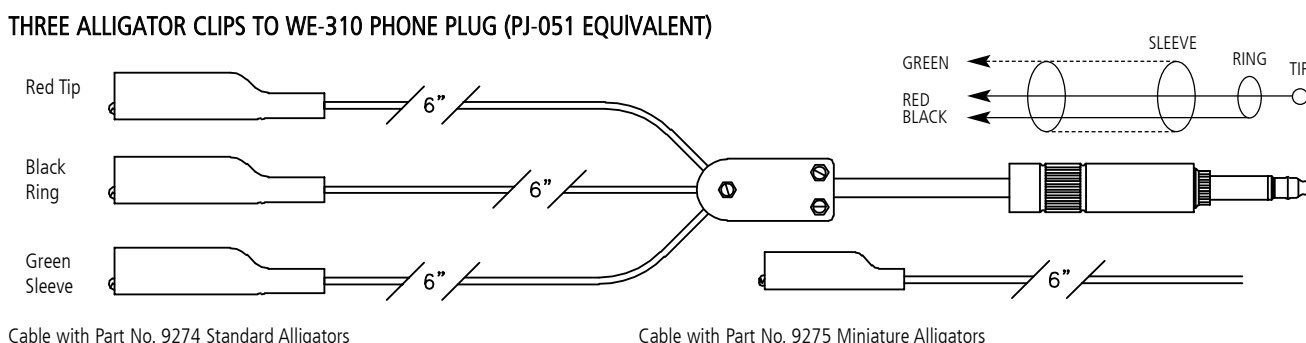 THREE ALLIGATOR CLIPS TO WE-310 PHONE PLUG (PJ-051 EQUIVALENT)
SLEEVE
GREEN
RING
TIP
RED
BLACK
Red Tip
6"
Black
Ring
6"
Green
Sleeve
6"
6"
Cable with Part No. 9274 Standard Alligators
Cable with Part No. 9275 Miniature Alligators